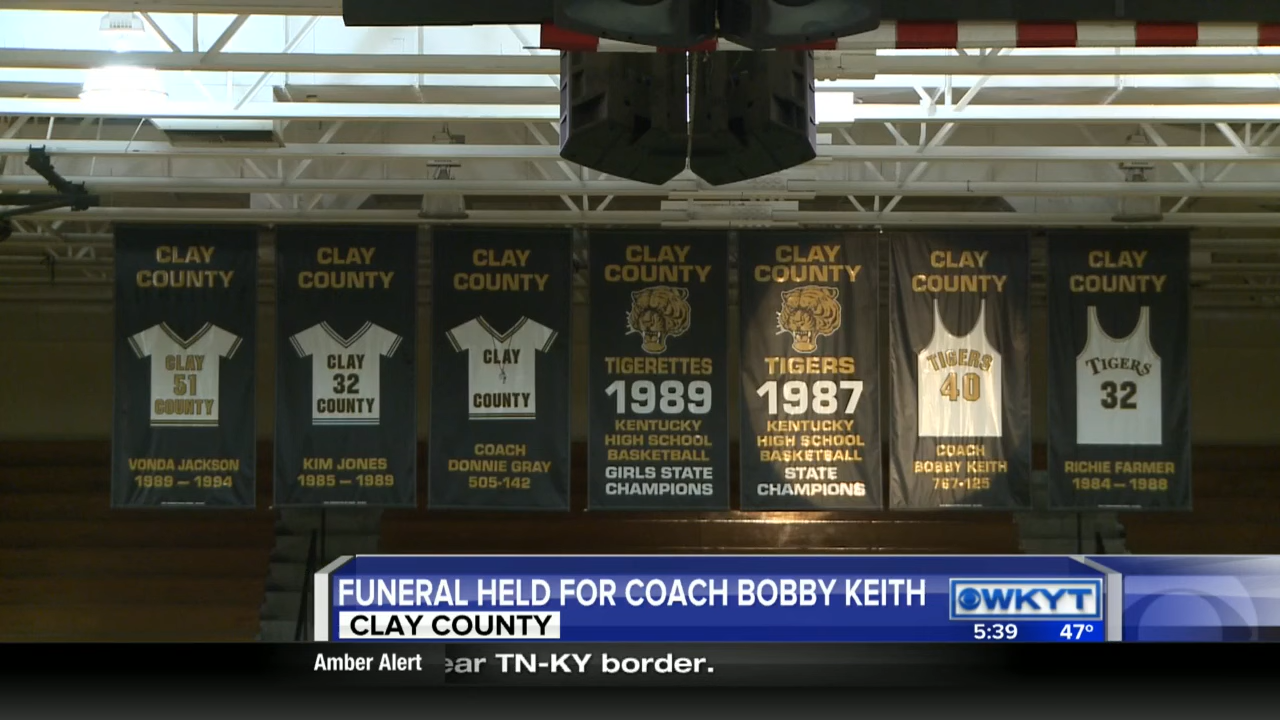 CLAY
COUNTY
CLAY
51
COUNTY
VONDA JACKSON
1989 — 1994
CLAY
COUNTY
CLAY
32
COUNTY
KIM JONES
1985 — 1989
CLAY
COUNTY
CLAY
COUNTY
COACH
DONNIE GRAY
505-142
CLAY
COUNTY
TIGERETTES
1989
KENTUCKY
HIGH SCHOOL
BASKETBALL
GIRLS STATE
CHAMPIONS
CLAY
COUNTY
TIGERS
1987
KENTUCKY
HIGH SCHOOL
BASKETBALL
STATE
CHAMPIONS
CLAY
COUNTY
TIGERS
40
COACH
BOBBY KEITH
767-125
CLAY
COUNTY
TIGERS
32
RICHIE FARMER
1984 — 1988
FUNERAL HELD FOR COACH BOBBY KEITH
CLAY COUNTY
WKYT
5:39 47°
Amber Alert ear TN-KY border.